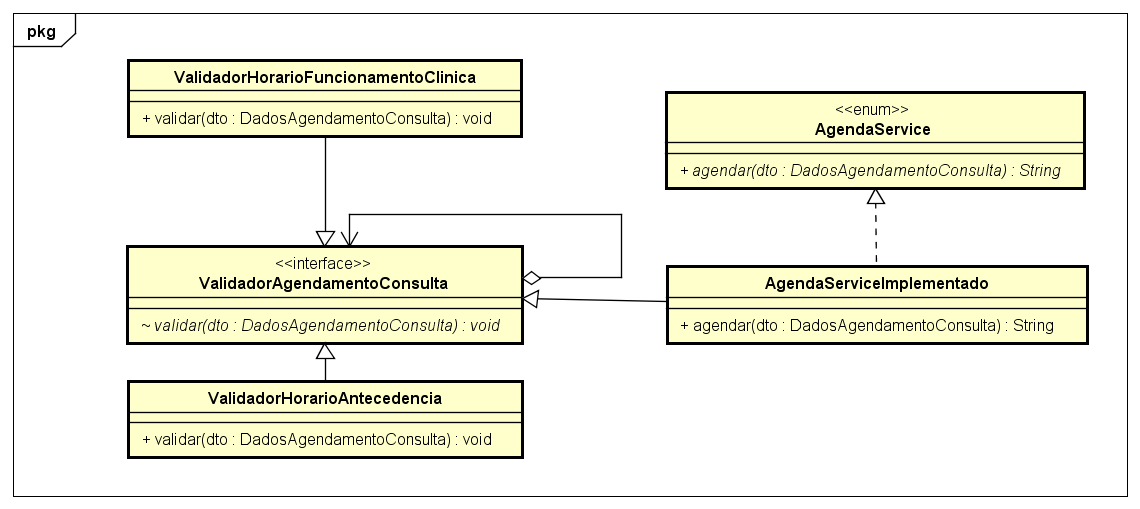 pkg
ValidadorHorarioFuncionamentoClinica
+ validar(dto : DadosAgendamentoConsulta) : void
<<enum>>
AgendaService
+ agendar(dto : DadosAgendamentoConsulta) : String
<<interface>>
ValidadorAgendamentoConsulta
~ validar(dto : DadosAgendamentoConsulta) : void
AgendaServiceImplementado
+ agendar(dto : DadosAgendamentoConsulta) : String
ValidadorHorarioAntecedencia
+ validar(dto : DadosAgendamentoConsulta) : void